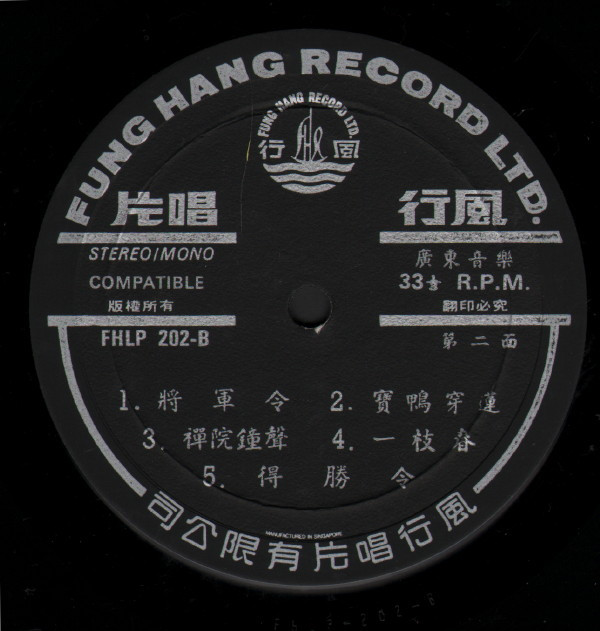 FUNG HANG RECORD LTD.
FUNG HANG RECORD LTD.
風行
風行唱片
STEREO/MONO
COMPATIBLE
版權所有
廣東音樂
33⅓ R.P.M.
翻印必究
FHLP 202-B
第二面
1. 將軍令 2. 寶鴨穿蓮
3. 禪院鐘聲 4. 一枝春
5. 得勝令
MANUFACTURED IN SINGAPORE
風行唱片有限公司